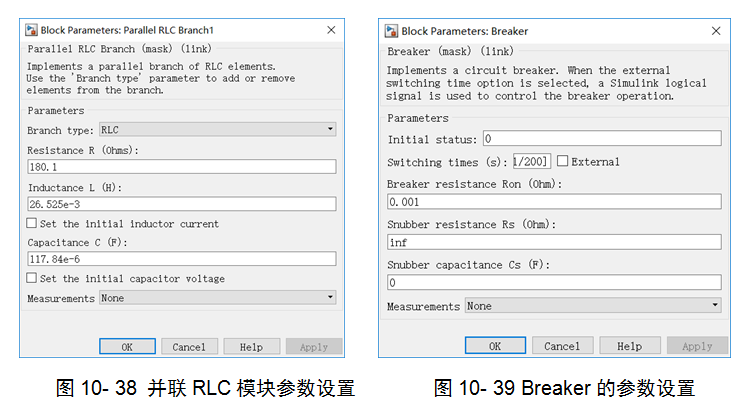 Block Parameters: Parallel RLC Branch1
Parallel RLC Branch (mask) (link)
Implements a parallel branch of RLC elements.
Use the 'Branch type' parameter to add or remove
elements from the branch.
Parameters
Branch type: RLC
Resistance R (Ohms):
180.1
Inductance L (H):
26.525e-3
Set the initial inductor current
Capacitance C (F):
117.84e-6
Set the initial capacitor voltage
Measurements None
OK Cancel Help Apply
图 10- 38 并联 RLC 模块参数设置
Block Parameters: Breaker
Breaker (mask) (link)
Implements a circuit breaker. When the external
switching time option is selected, a Simulink logical
signal is used to control the breaker operation.
Parameters
Initial status: 0
Switching times (s): 1/200] External
Breaker resistance Ron (Ohm):
0.001
Snubber resistance Rs (Ohm):
inf
Snubber capacitance Cs (F):
0
Measurements None
OK Cancel Help Apply
图 10- 39 Breaker 的参数设置